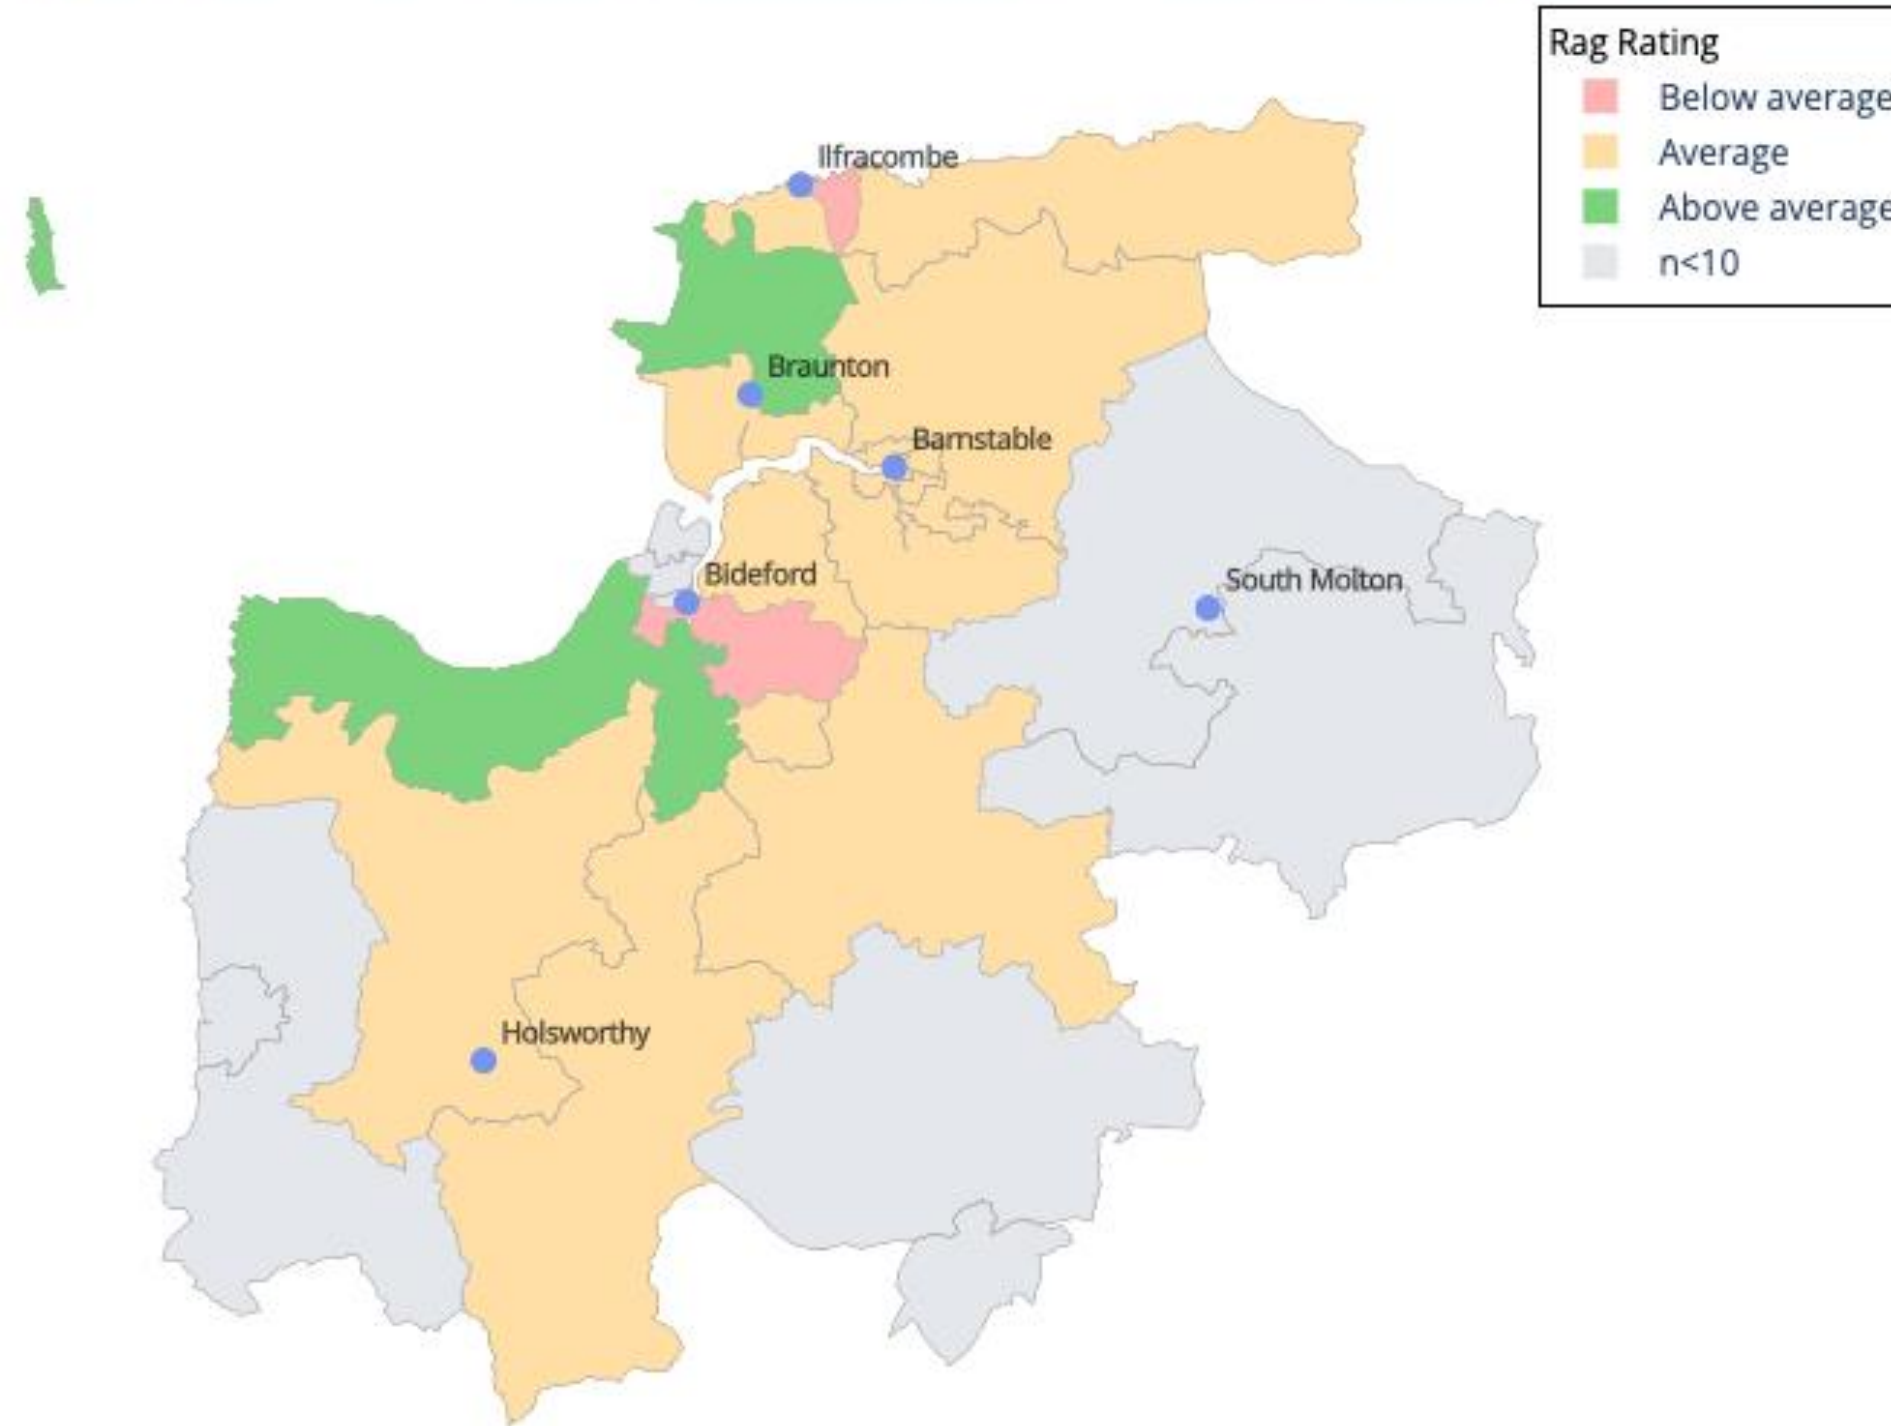 Rag Rating
Below average
Average
Above average
n<10
Ilfracombe
Braunton
Barnstable
Bideford
South Molton
Holsworthy